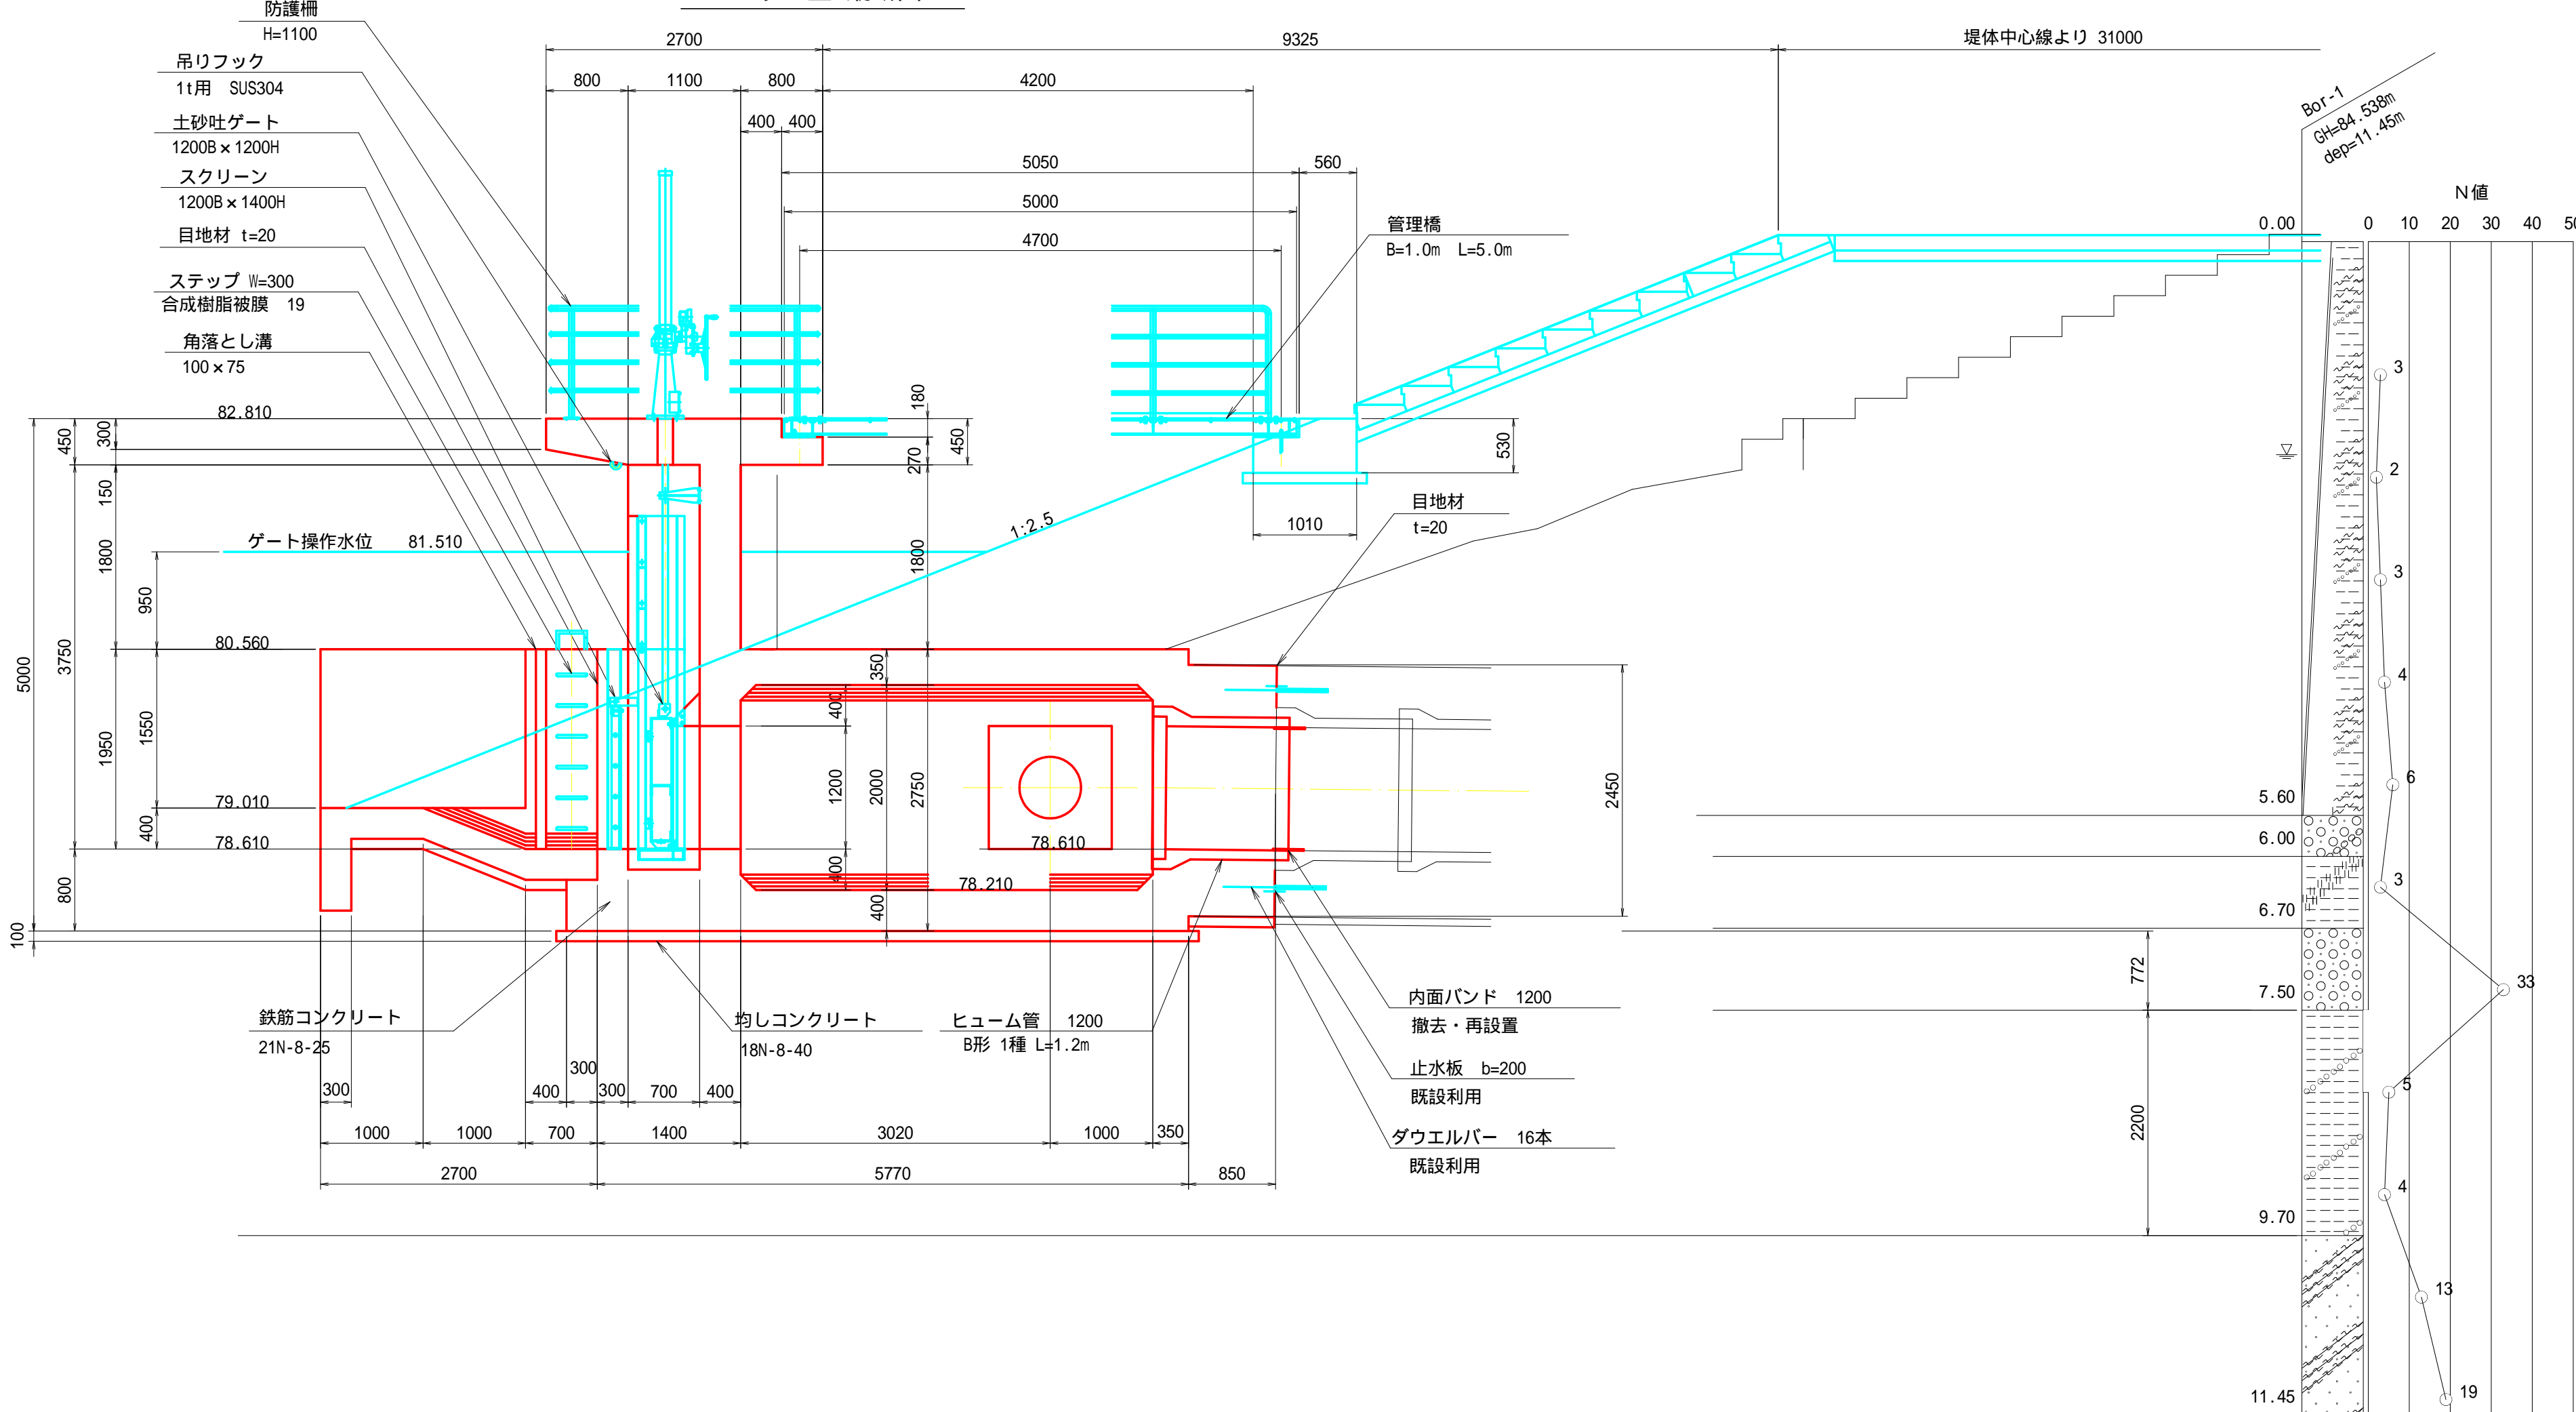 防護柵
H=1100
吊りフック
1t用 SUS304
土砂吐ゲート
1200B×1200H
スクリーン
1200B×1400H
目地材 t=20
ステップ W=300
合成樹脂被膜 19
角落とし溝
100×75
2700
9325
堤体中心線より 31000
800
1100
800
4200
400
400
5050
560
5000
4700
管理橋
B=1.0m L=5.0m
Bor-1
GH=84.538m
dep=11.45m
N値
0
10
20
30
40
50
0.00
5.60
6.00
6.70
7.50
9.70
11.45
3
2
3
4
6
3
33
5
4
13
19
82.810
180
450
270
530
1010
目地材
t=20
1:2.5
ゲート操作水位 81.510
80.560
79.010
78.610
5000
450
300
3750
150
1800
950
1950
1550
400
800
100
1800
350
400
1200
2000
2750
400
400
78.610
78.210
2450
772
2200
鉄筋コンクリート
21N-8-25
均しコンクリート
18N-8-40
ヒューム管 1200
B形 1種 L=1.2m
内面バンド 1200
撤去・再設置
止水板 b=200
既設利用
ダウエルバー 16本
既設利用
300
400
300
300
700
400
1000
1000
700
1400
3020
1000
350
2700
5770
850